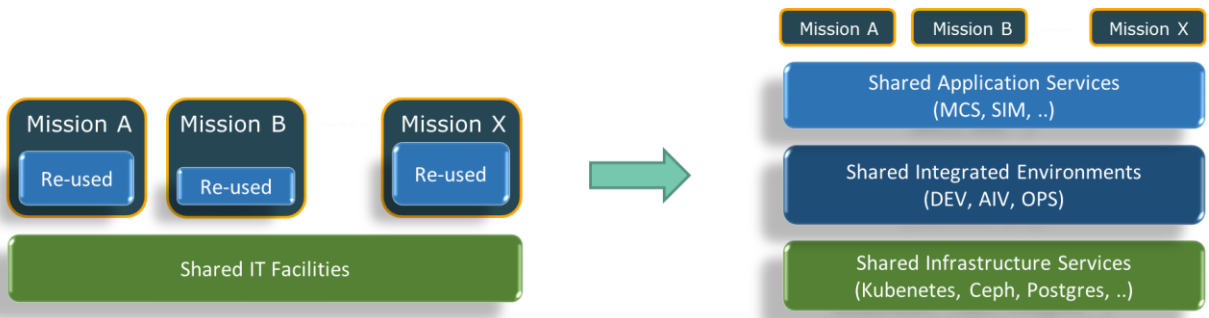 Mission A
Re-used
Mission B
Re-used
Mission X
Re-used
Shared IT Facilities
Mission A
Mission B
Mission X
Shared Application Services
(MCS, SIM, ..)
Shared Integrated Environments
(DEV, AIV, OPS)
Shared Infrastructure Services
(Kubenetes, Ceph, Postgres, ..)